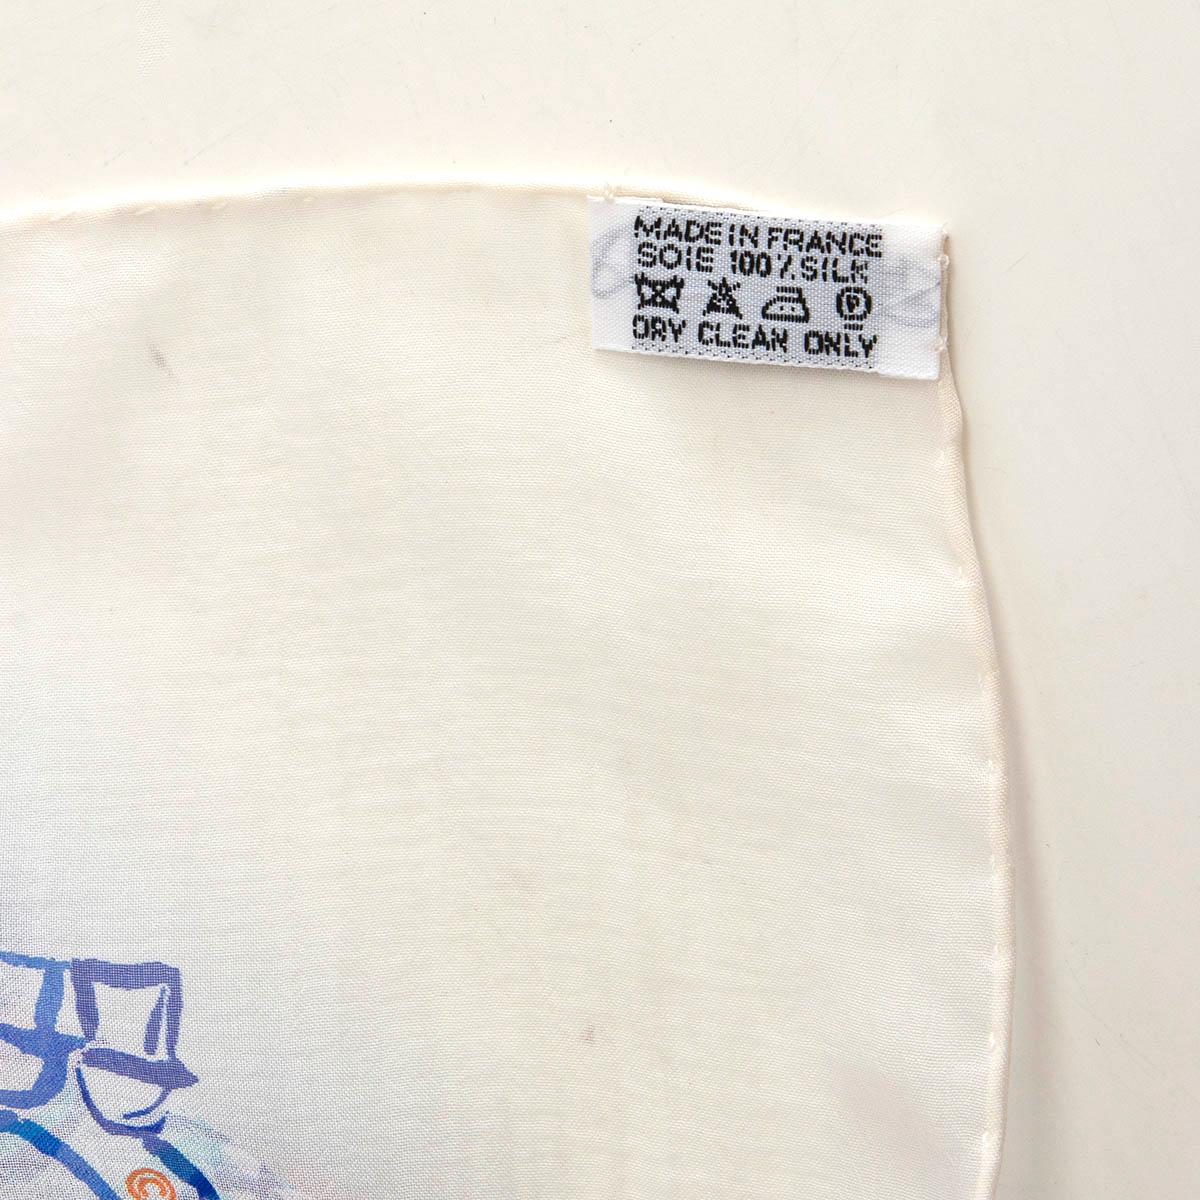 MADE IN FRANCE
SOIE 100% SILK
P
DRY CLEAN ONLY
©